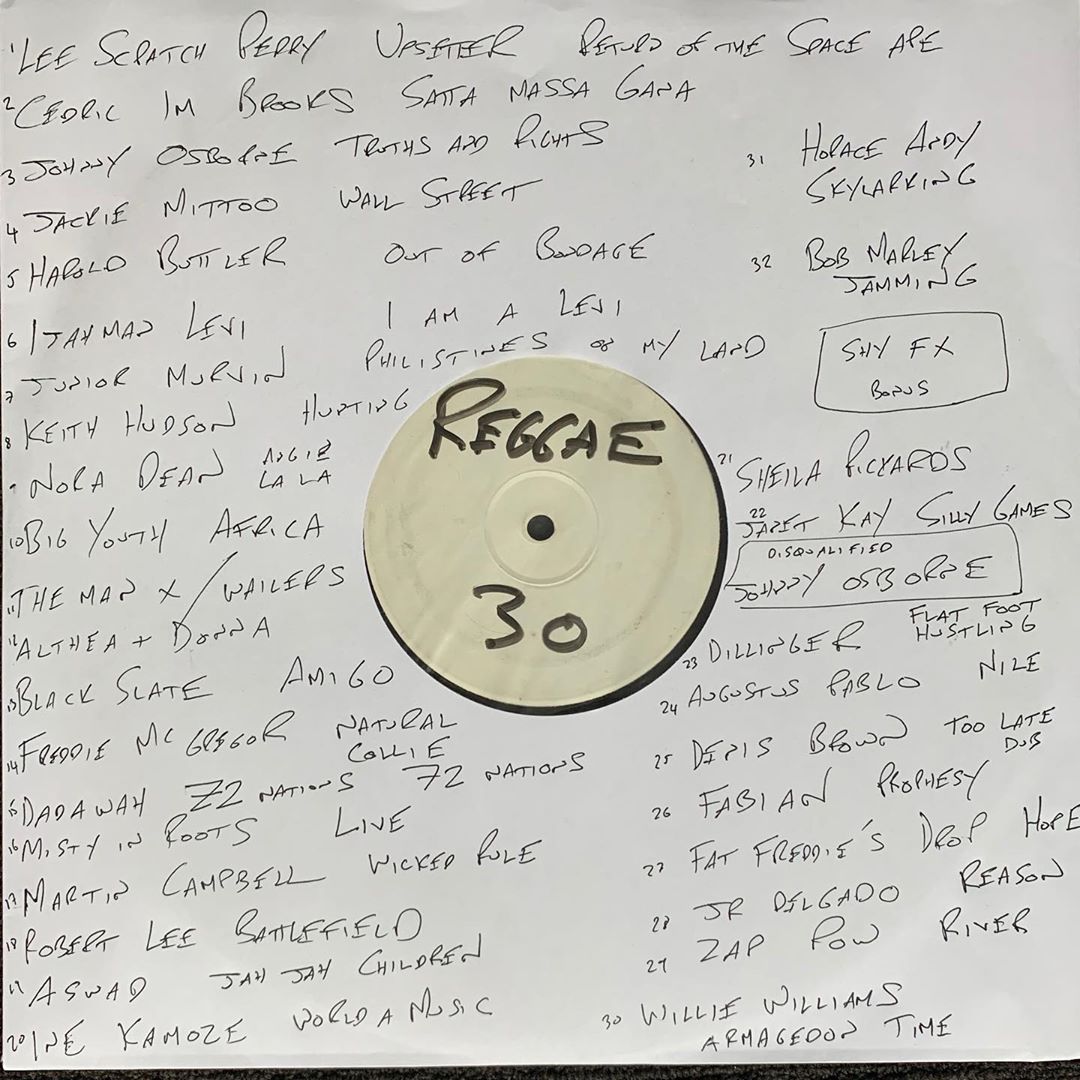 1 LEE SCRATCH PERRY UPSETTER RETURN OF THE SPACE APE
2 CEDRIC IM BROOKS SATTA MASSA GANA
3 JOHNNY OSBORNE TRUTHS AND RIGHTS
4 JACKIE MITTOO WALL STREET
5 HAROLD BUTTLER OUT OF BONDAGE
6 IJAHMAN LEVI I AM A LEVI
7 JUNIOR MURVIN PHILISTINES ON MY LAND
8 KEITH HUDSON HUNTING
9 NORA DEAN ANGIE
LA LA
10 BIG YOUTH AFRICA
11 THE MAN X / WAILERS
12 ALTHEA + DONNA
13 BLACK SLATE AMIGO
14 FREDDIE MC GREGOR NATURAL
COLLIE
15 DADAWAH 72 NATIONS 72 NATIONS
16 MISTY IN ROOTS LIVE
17 MARTIN CAMPBELL WICKED RULE
18 ROBERT LEE BATTLEFIELD
19 ASWAD JAH JAH CHILDREN
20 INE KAMOZE WORLD A MUSIC
REGGAE
30
31 HORACE ANDY
SKYLARKING
32 BOB MARLEY
JAMMING
SHY FX
BONUS
21 SHEILA RICKARDS
22 JANET KAY SILLY GAMES
DISQUALIFIED
JOHNNY OSBORNE
23 DILLINGER FLAT FOOT
HUSTLING
24 AUGUSTUS PABLO NILE
25 DENIS BROWN TOO LATE
DUB
26 FABIAN PROPHESY
27 FAT FREDDIE'S DROP HOPE
28 JR DELGADO REASON
29 ZAP POW RIVER
30 WILLIE WILLIAMS
ARMAGEDON TIME